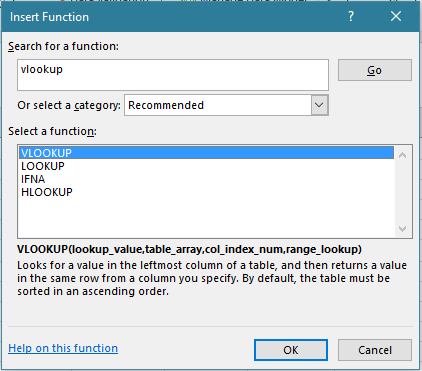 Insert Function
?
Search for a function:
vlookup
Go
Or select a category: Recommended
Select a function:
VLOOKUP
LOOKUP
IFNA
HLOOKUP
VLOOKUP(lookup_value,table_array,col_index_num,range_lookup)
Looks for a value in the leftmost column of a table, and then returns a value
in the same row from a column you specify. By default, the table must be
sorted in an ascending order.
Help on this function
OK
Cancel